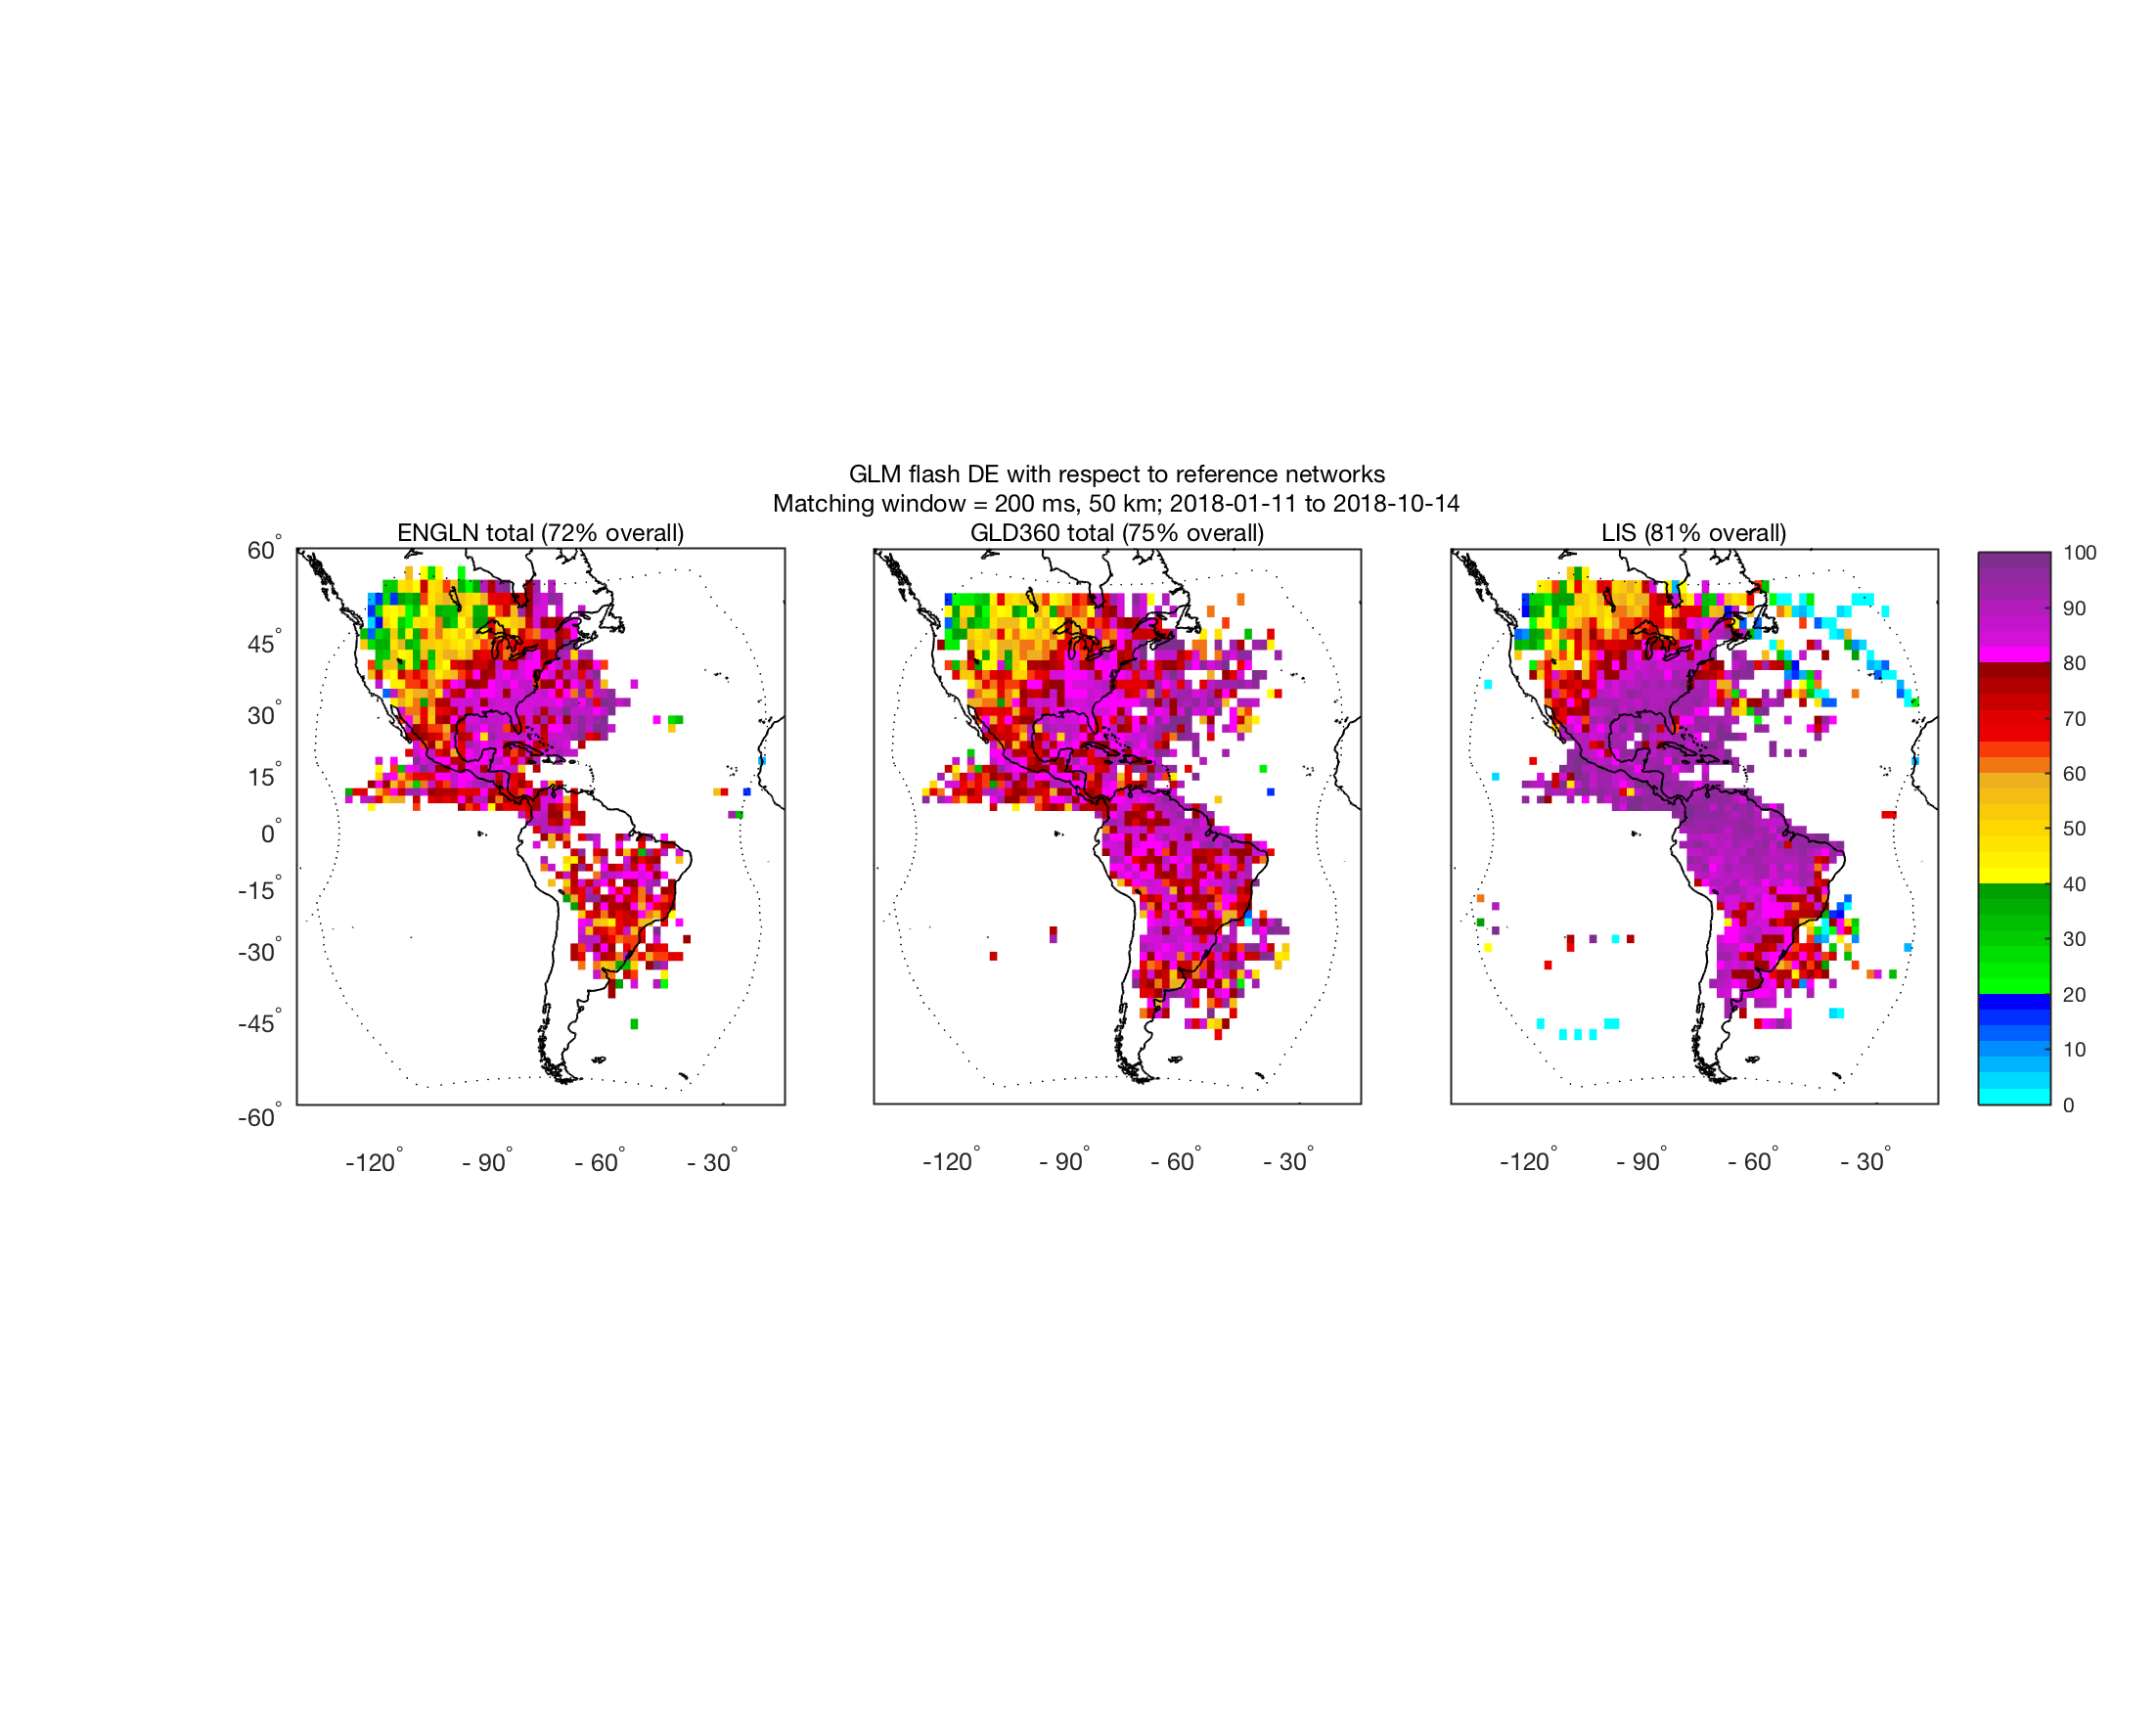 GLM flash DE with respect to reference networks
Matching window = 200 ms, 50 km; 2018-01-11 to 2018-10-14
ENGLN total (72% overall)
GLD360 total (75% overall)
LIS (81% overall)
60°
45°
30°
15°
0°
-15°
-30°
-45°
-60°
-120° - 90° - 60° - 30°
-120° - 90° - 60° - 30°
-120° - 90° - 60° - 30°
100
90
80
70
60
50
40
30
20
10
0